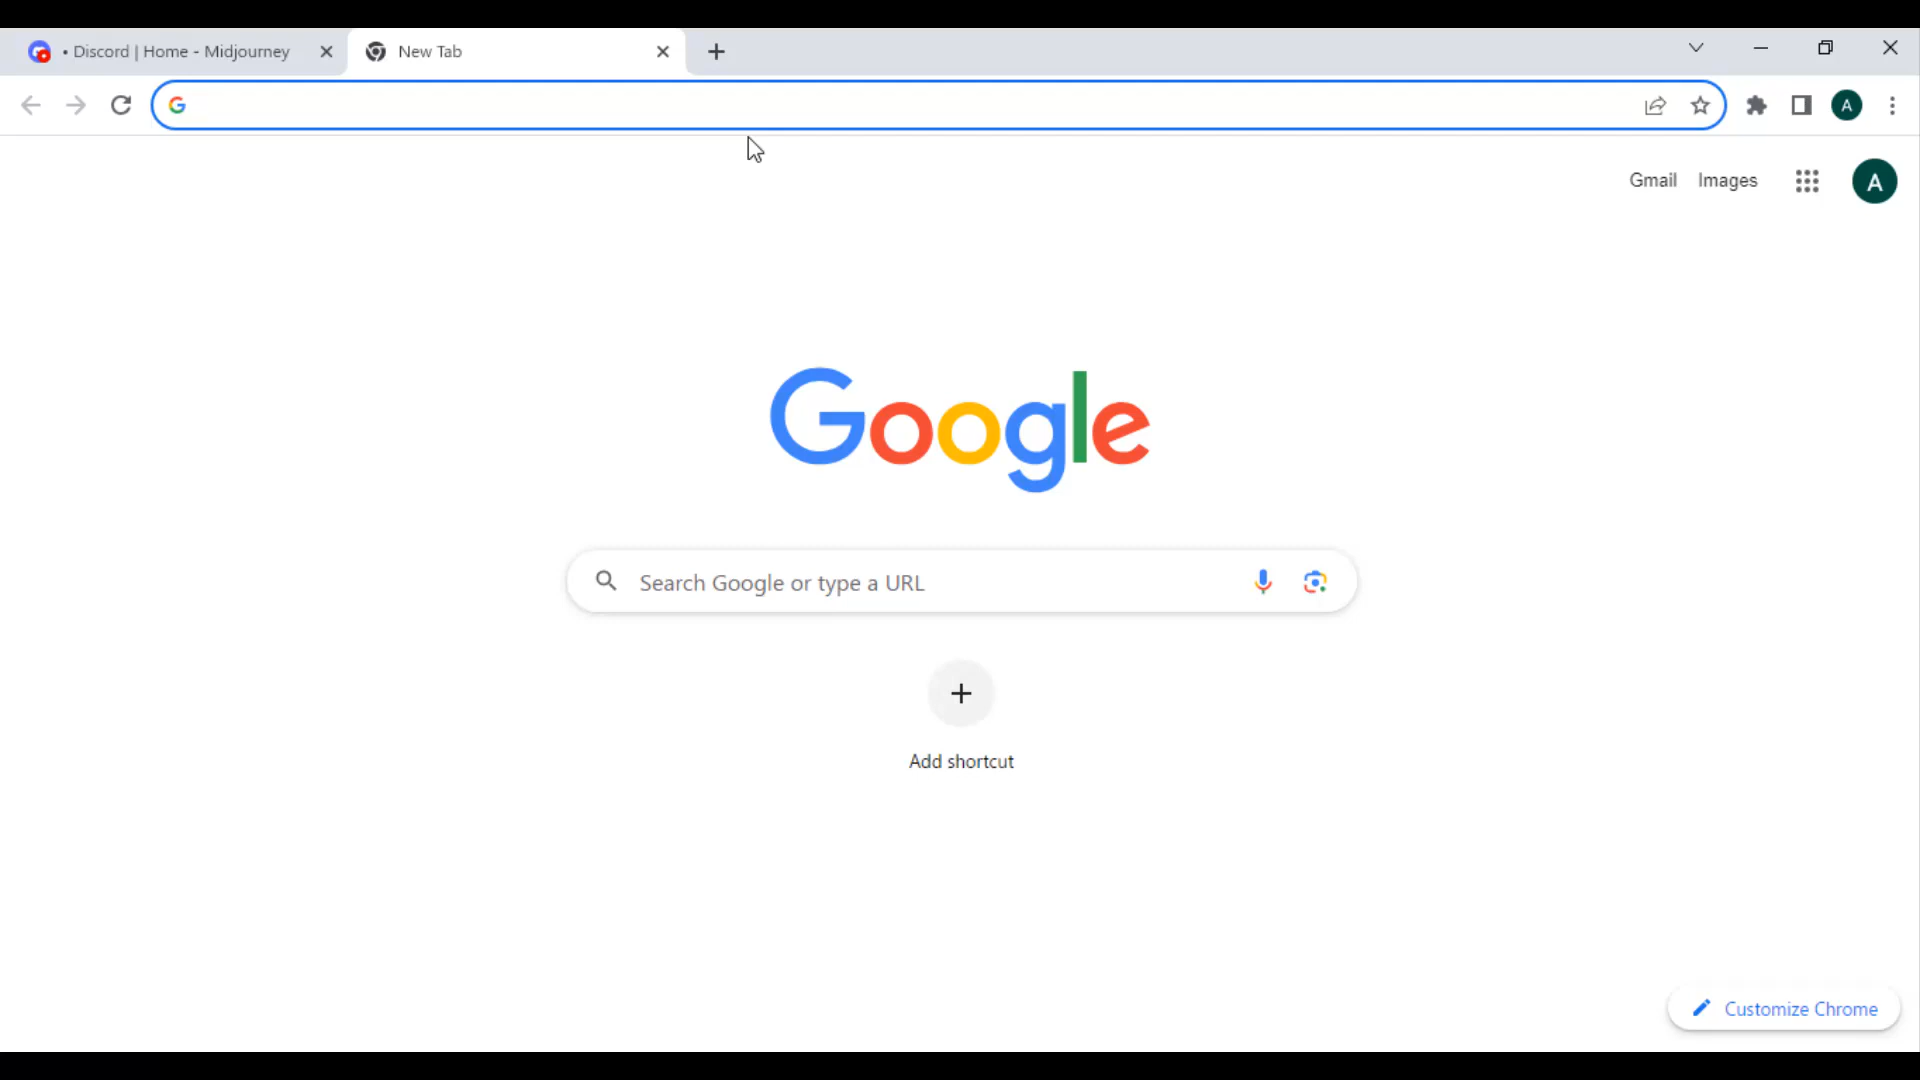 • Discord | Home - Midjourney
New Tab
A
Gmail Images
A
Google
Search Google or type a URL
Add shortcut
Customize Chrome